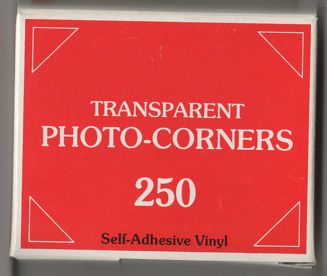 TRANSPARENT
PHOTO-CORNERS
250
Self-Adhesive Vinyl